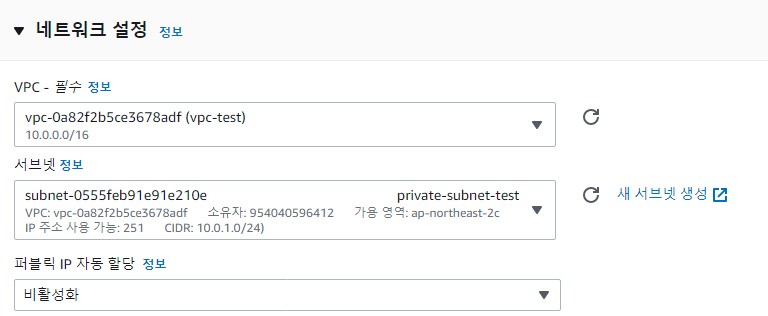 네트워크 설정 정보
VPC - 필수 정보
vpc-0a82f2b5ce3678adf (vpc-test)
10.0.0.0/16
서브넷 정보
subnet-0555feb91e91e210e private-subnet-test
VPC: vpc-0a82f2b5ce3678adf 소유자: 954040596412 가용 영역: ap-northeast-2c
IP 주소 사용 가능: 251 CIDR: 10.0.1.0/24)
새 서브넷 생성
퍼블릭 IP 자동 할당 정보
비활성화